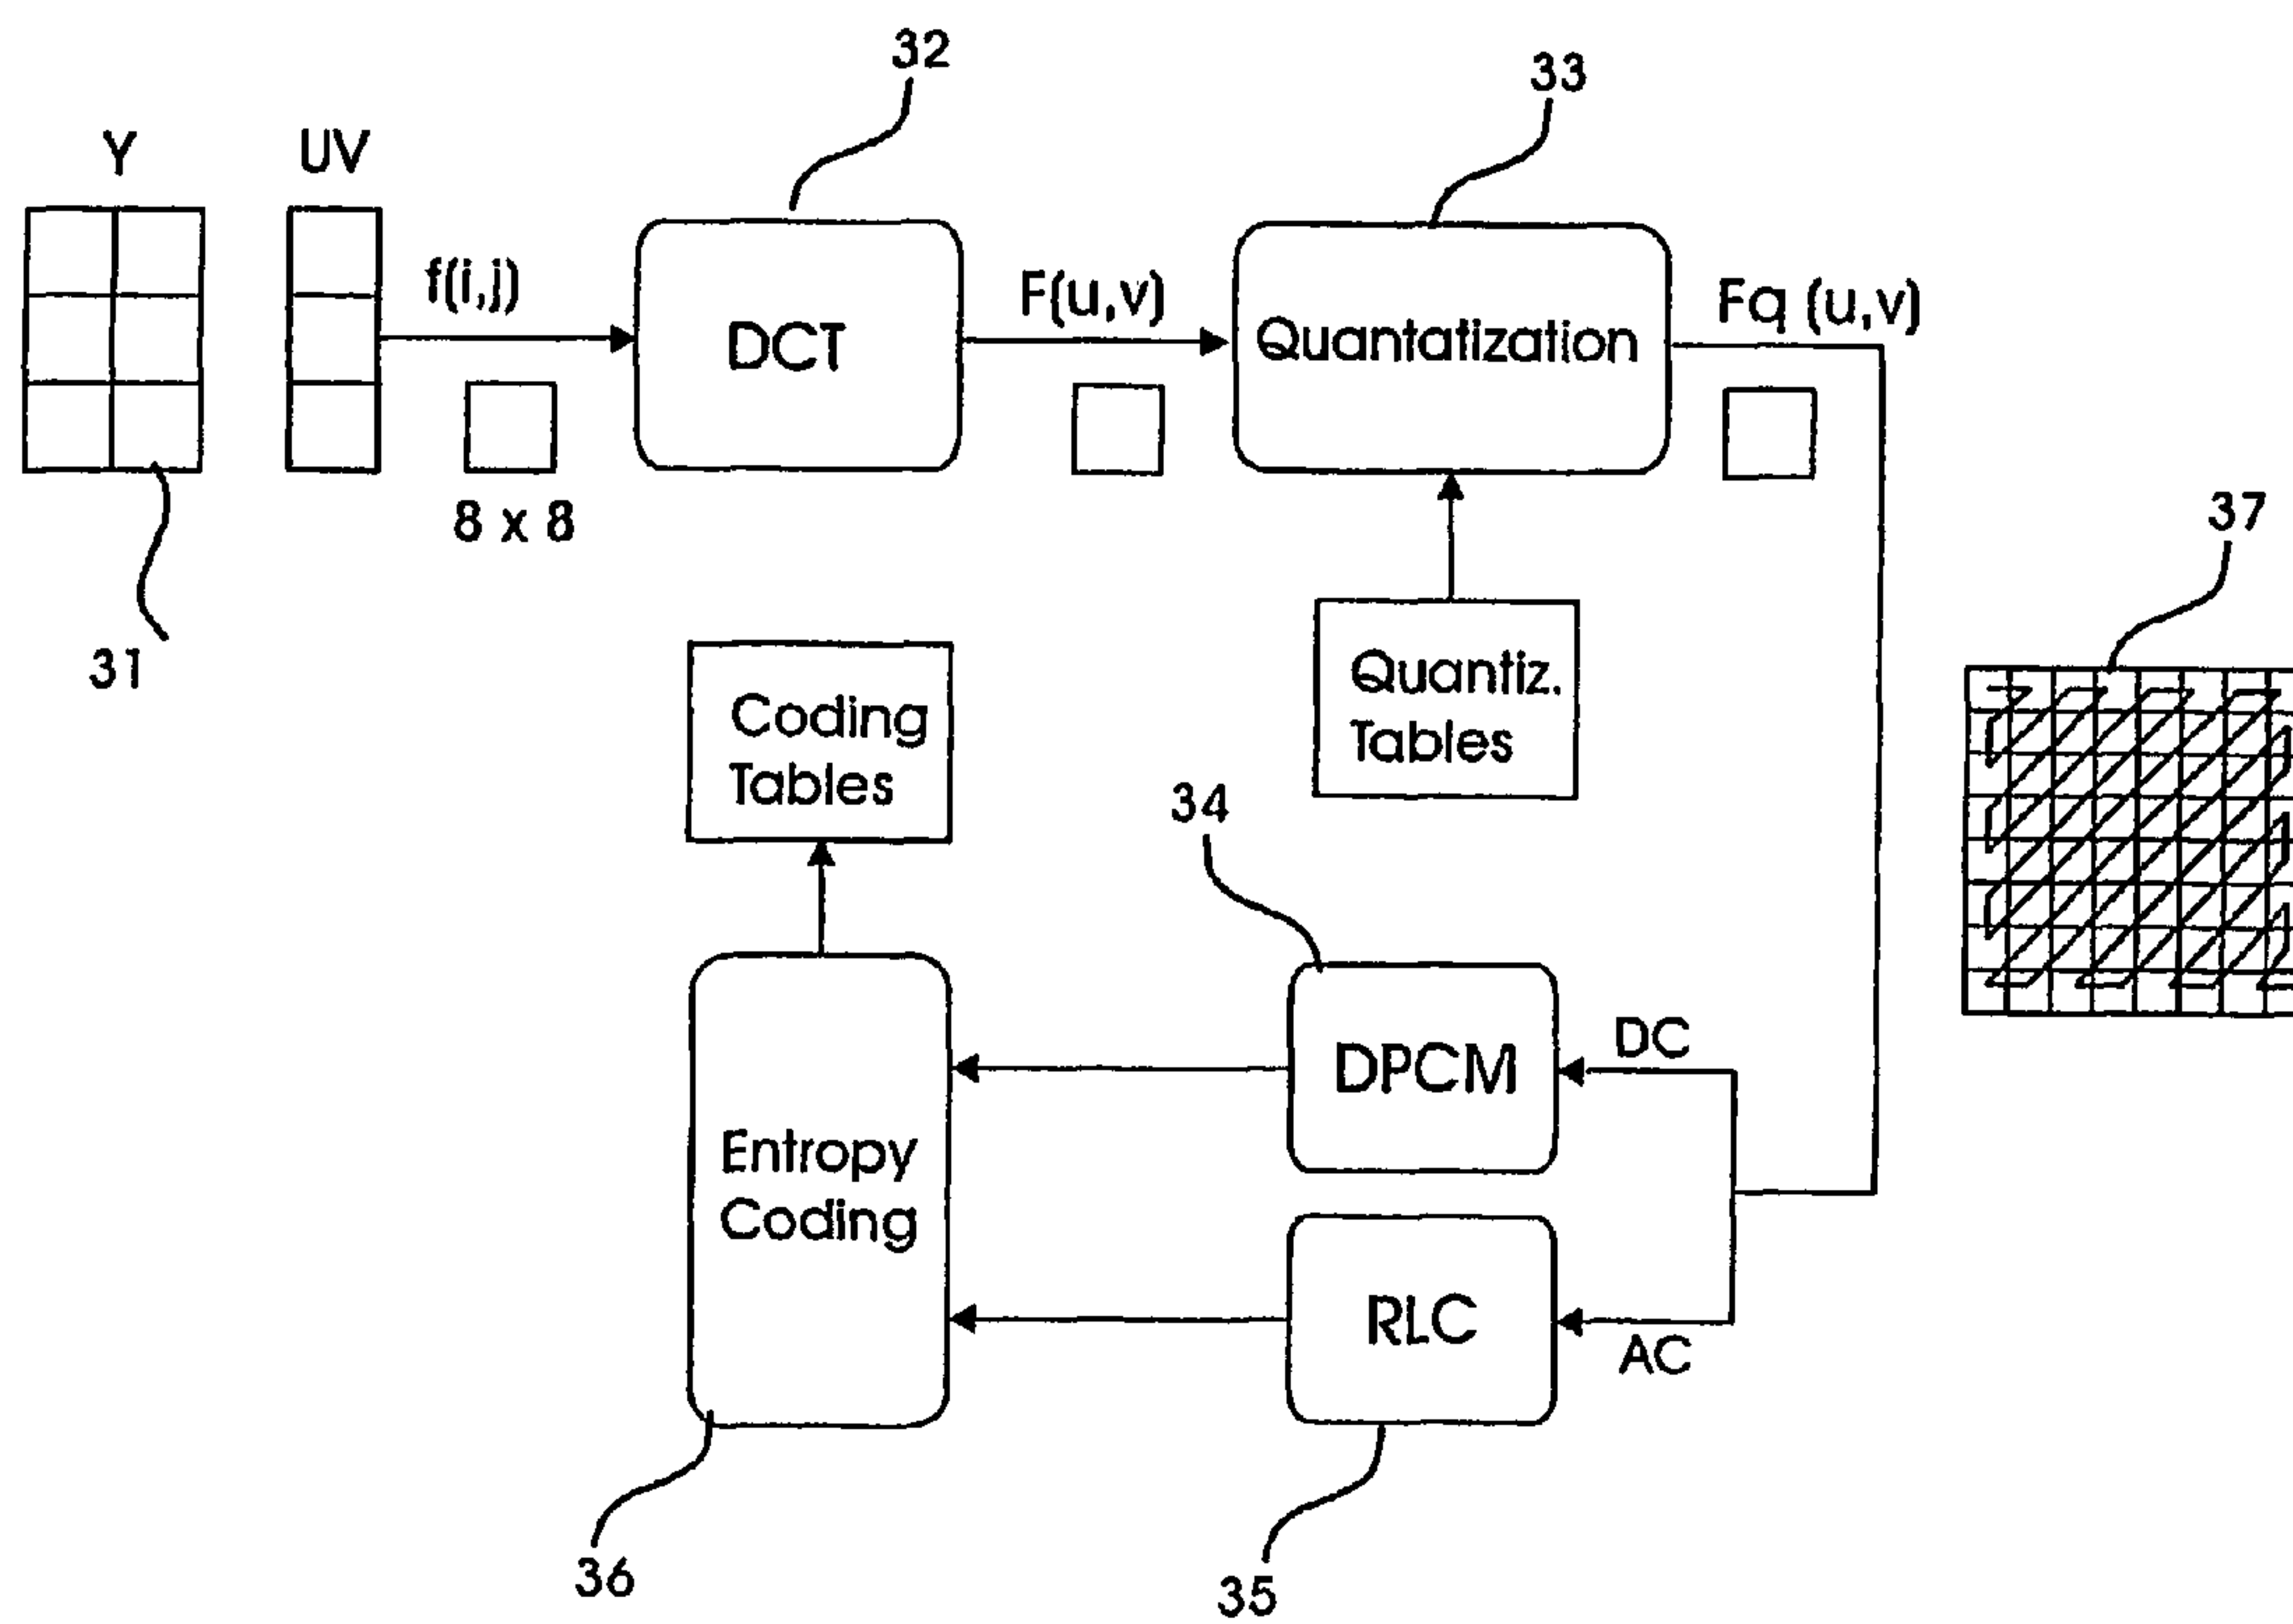 32
33
Y
UV
f(i,j)
DCT
F(u,v)
Quantatization
Fq (u,v)
8 x 8
31
37
Coding
Tables
Quantiz.
Tables
34
DC
DPCM
Entropy
Coding
RLC
AC
36
35